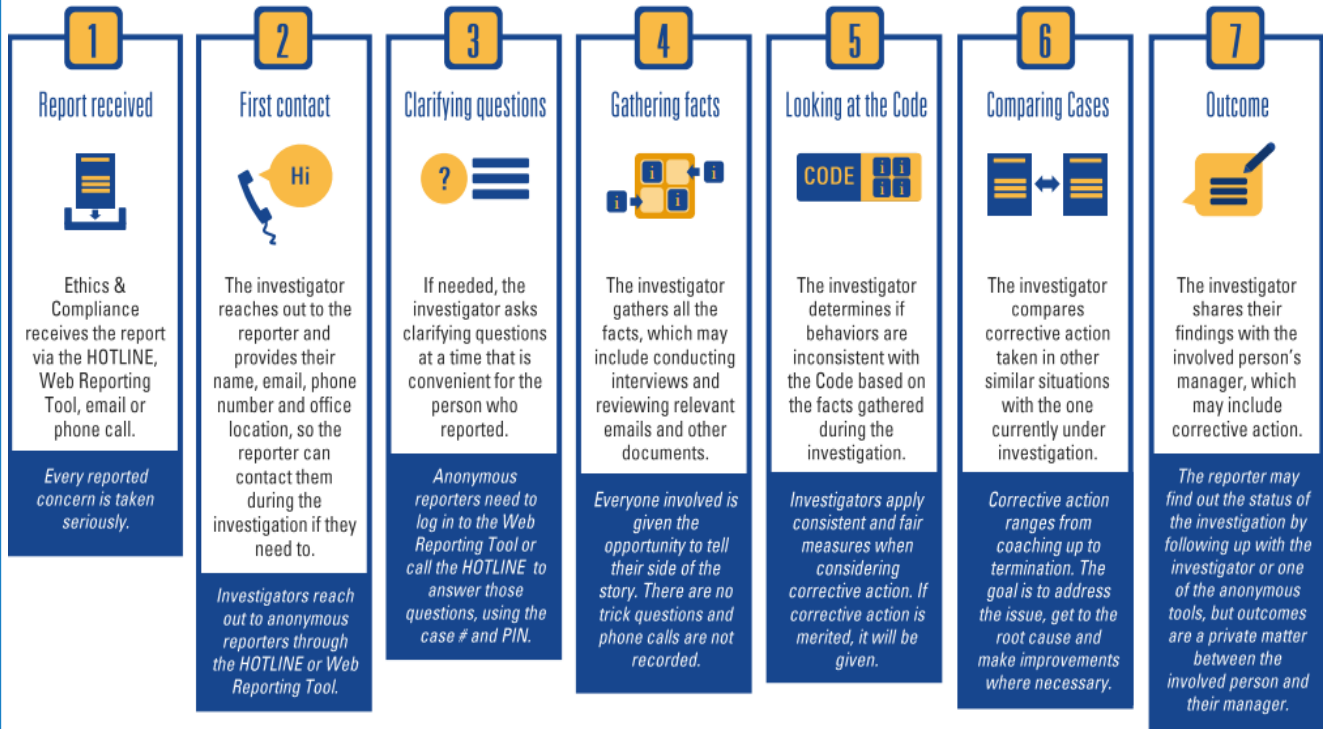 1
Report received
Ethics &
Compliance
receives the report
via the HOTLINE,
Web Reporting
Tool, email or
phone call.
Every reported
concern is taken
seriously.
2
First contact
Hi
The investigator
reaches out to the
reporter and
provides their
name, email, phone
number and office
location, so the
reporter can
contact them
during the
investigation if they
need to.
Investigators reach
out to anonymous
reporters through
the HOTLINE or Web
Reporting Tool.
3
Clarifying questions
?
If needed, the
investigator asks
clarifying questions
at a time that is
convenient for the
person who
reported.
Anonymous
reporters need to
log in to the Web
Reporting Tool or
call the HOTLINE to
answer those
questions, using the
case # and PIN.
4
Gathering facts
i
i
i
i
The investigator
gathers all the
facts, which may
include conducting
interviews and
reviewing relevant
emails and other
documents.
Everyone involved is
given the
opportunity to tell
their side of the
story. There are no
trick questions and
phone calls are not
recorded.
5
Looking at the Code
CODE
i i
i i
The investigator
determines if
behaviors are
inconsistent with
the Code based on
the facts gathered
during the
investigation.
Investigators apply
consistent and fair
measures when
considering
corrective action. If
corrective action is
merited, it will be
given.
6
Comparing Cases
The investigator
compares
corrective action
taken in other
similar situations
with the one
currently under
investigation.
Corrective action
ranges from
coaching up to
termination. The
goal is to address
the issue, get to the
root cause and
make improvements
where necessary.
7
Outcome
The investigator
shares their
findings with the
involved person's
manager, which
may include
corrective action.
The reporter may
find out the status of
the investigation by
following up with the
investigator or one
of the anonymous
tools, but outcomes
are a private matter
between the
involved person and
their manager.